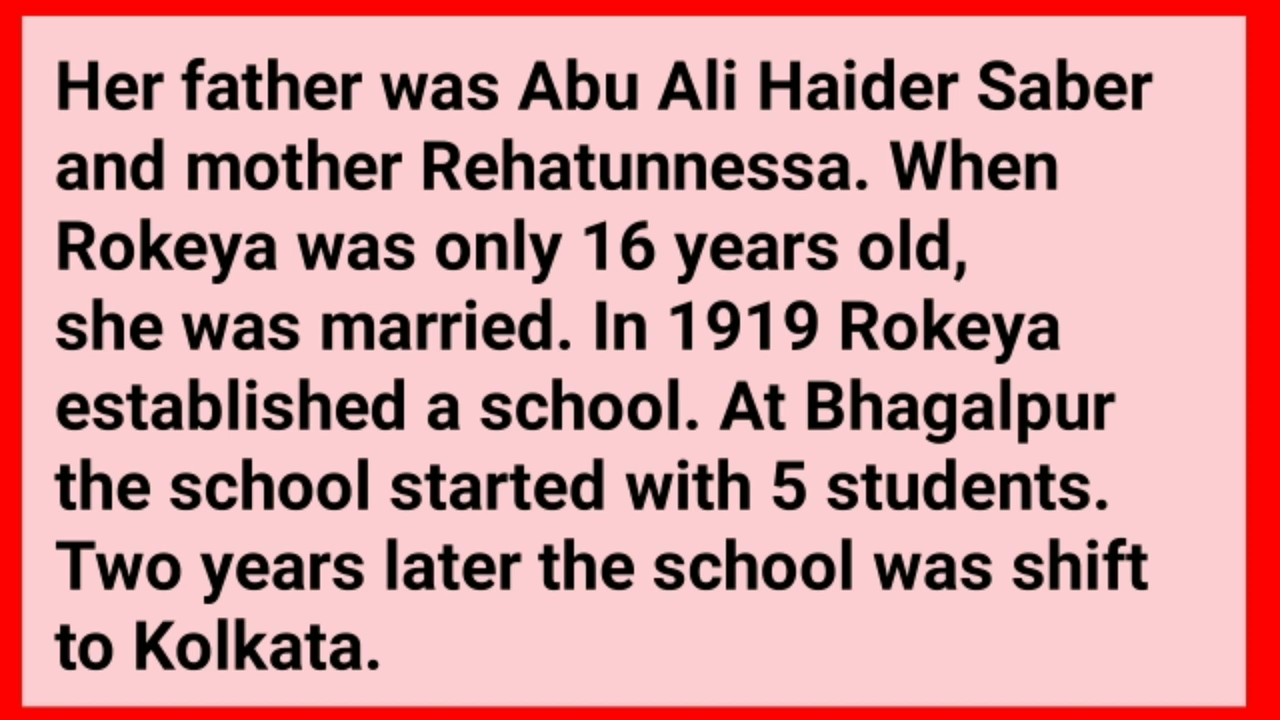 Her father was Abu Ali Haider Saber
and mother Rehatunnessa. When
Rokeya was only 16 years old,
she was married. In 1919 Rokeya
established a school. At Bhagalpur
the school started with 5 students.
Two years later the school was shift
to Kolkata.